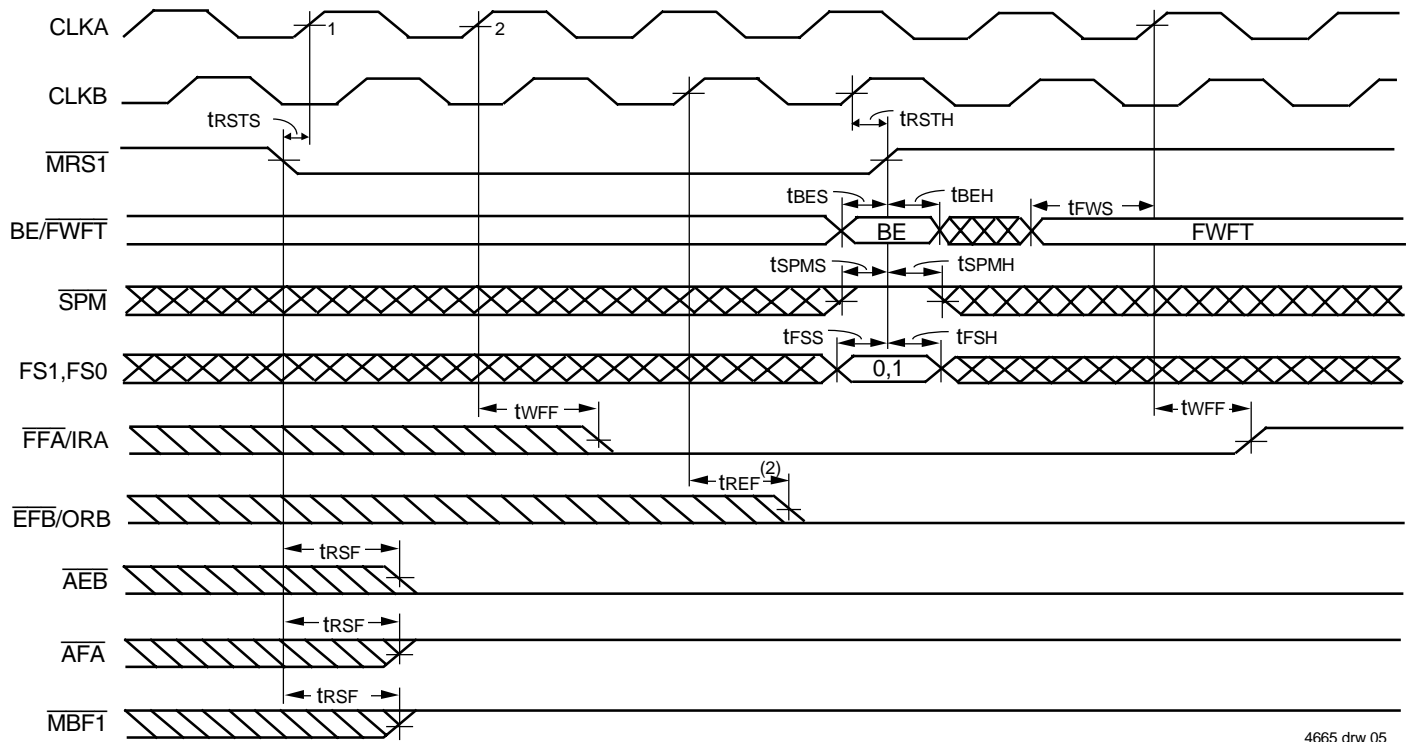 CLKA
1
2
CLKB
tRSTS
tRSTH
MRS1
tBES
tBEH
tFWS
BE/FWFT
BE
FWFT
tSPMS
tSPMH
SPM
tFSS
tFSH
FS1,FS0
0,1
tWFF
tWFF
FFA/IRA
tREF(2)
EFB/ORB
tRSF
AEB
tRSF
AFA
tRSF
MBF1
4665 drw 05